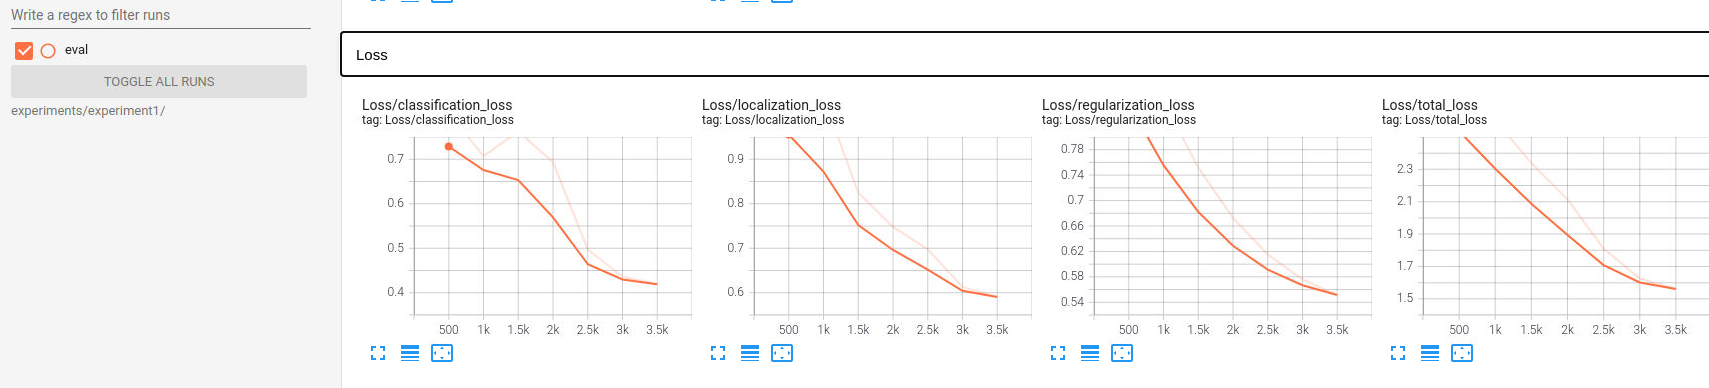 Write a regex to filter runs
eval
TOGGLE ALL RUNS
experiments/experiment1/
Loss
Loss/classification_loss
tag: Loss/classification_loss
0.7
0.6
0.5
0.4
500 1k 1.5k 2k 2.5k 3k 3.5k
Loss/localization_loss
tag: Loss/localization_loss
0.9
0.8
0.7
0.6
500 1k 1.5k 2k 2.5k 3k 3.5k
Loss/regularization_loss
tag: Loss/regularization_loss
0.78
0.74
0.7
0.66
0.62
0.58
0.54
500 1k 1.5k 2k 2.5k 3k 3.5k
Loss/total_loss
tag: Loss/total_loss
2.3
2.1
1.9
1.7
1.5
500 1k 1.5k 2k 2.5k 3k 3.5k